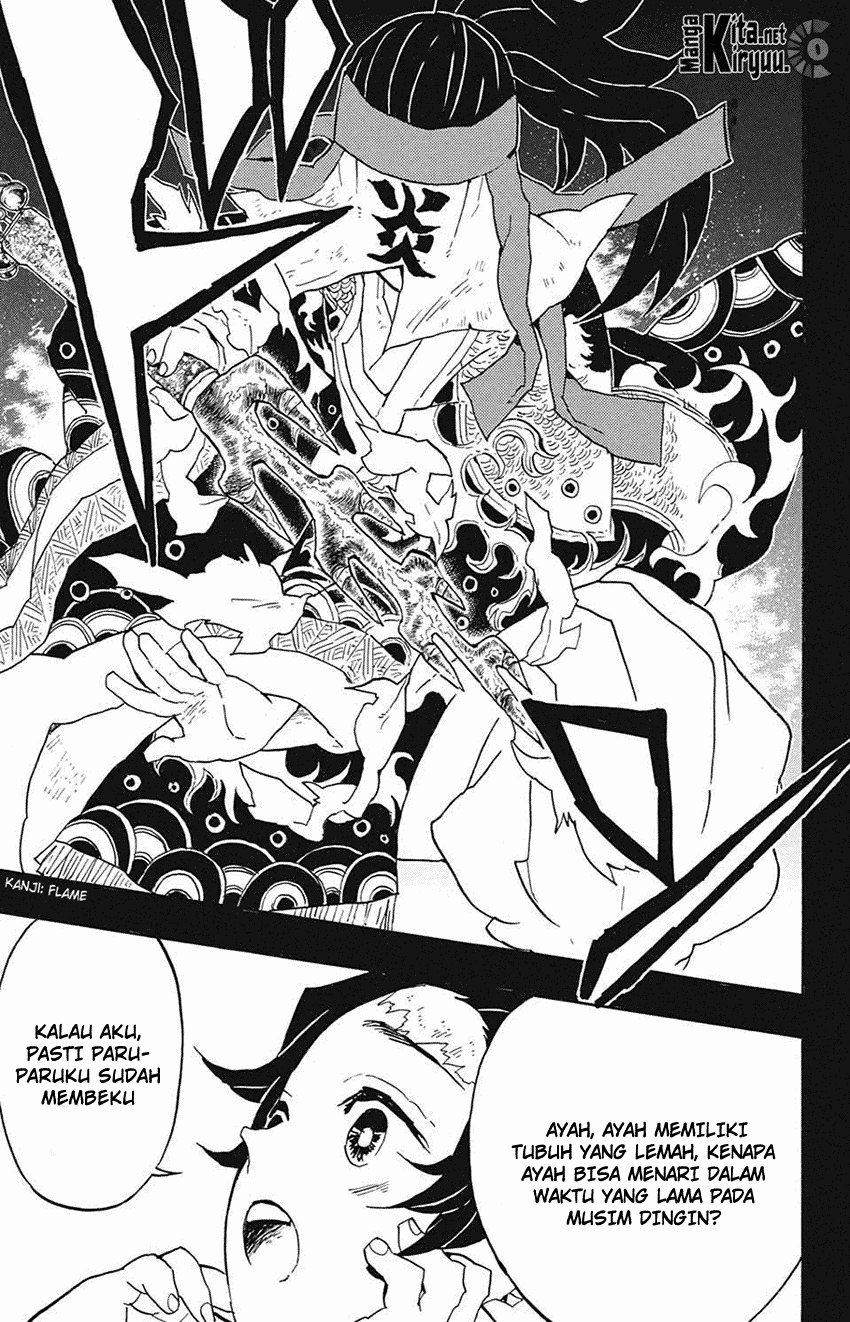 Manga
Kita.net
Kiryuu.
炎
KANJI: FLAME
AYAH, AYAH MEMILIKI
TUBUH YANG LEMAH, KENAPA
AYAH BISA MENARI DALAM
WAKTU YANG LAMA PADA
MUSIM DINGIN?
KALAU AKU,
PASTI PARU-
PARUKU SUDAH
MEMBEKU